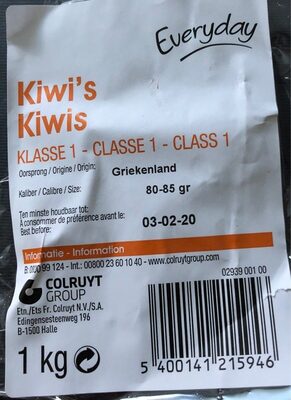 Everyday
Kiwi's
Kiwis
KLASSE 1 - CLASSE 1 - CLASS 1
Oorsprong / Origine / Origin: Griekenland
Kaliber / Calibre / Size: 80-85 gr
Ten minste houdbaar tot:
A consommer de préférence avant le: 03-02-20
Best before:
Informatie - Information
B: 000 99 124 - Int.: 00800 23 60 10 40 - www.colruytgroup.com
02939 001 00
COLRUYT
GROUP
Etn./Ets Fr. Colruyt N.V./S.A.
Edingensesteenweg 196
B-1500 Halle
1 kg
5 400141 215946